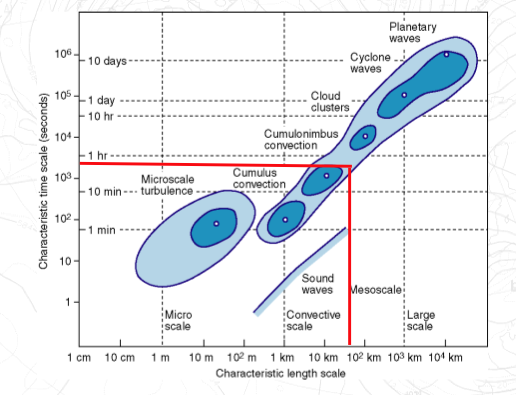 Planetary
waves
Cyclone
waves
Cloud
clusters
Cumulonimbus
convection
Cumulus
convection
Microscale
turbulence
Sound
waves
Micro
scale
Convective
scale
Mesoscale
Large
scale
10⁶
10⁵
10⁴
10³
10²
10
1
10 days
1 day
10 hr
1 hr
10 min
1 min
Characteristic time scale (seconds)
1 cm 10 cm 1 m 10 m 10² m 1 km 10 km 10² km 10³ km 10⁴ km
Characteristic length scale